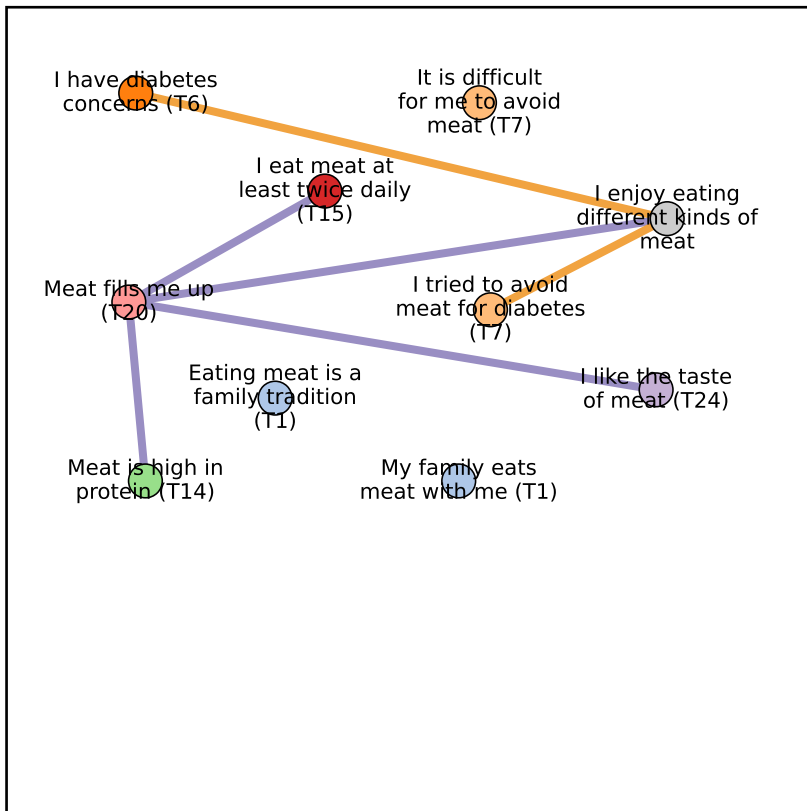 I have diabetes
concerns (T6)
It is difficult
for me to avoid
meat (T7)
I eat meat at
least twice daily
(T15)
I enjoy eating
different kinds of
meat
Meat fills me up
(T20)
I tried to avoid
meat for diabetes
(T7)
Eating meat is a
family tradition
(T1)
I like the taste
of meat (T24)
Meat is high in
protein (T14)
My family eats
meat with me (T1)